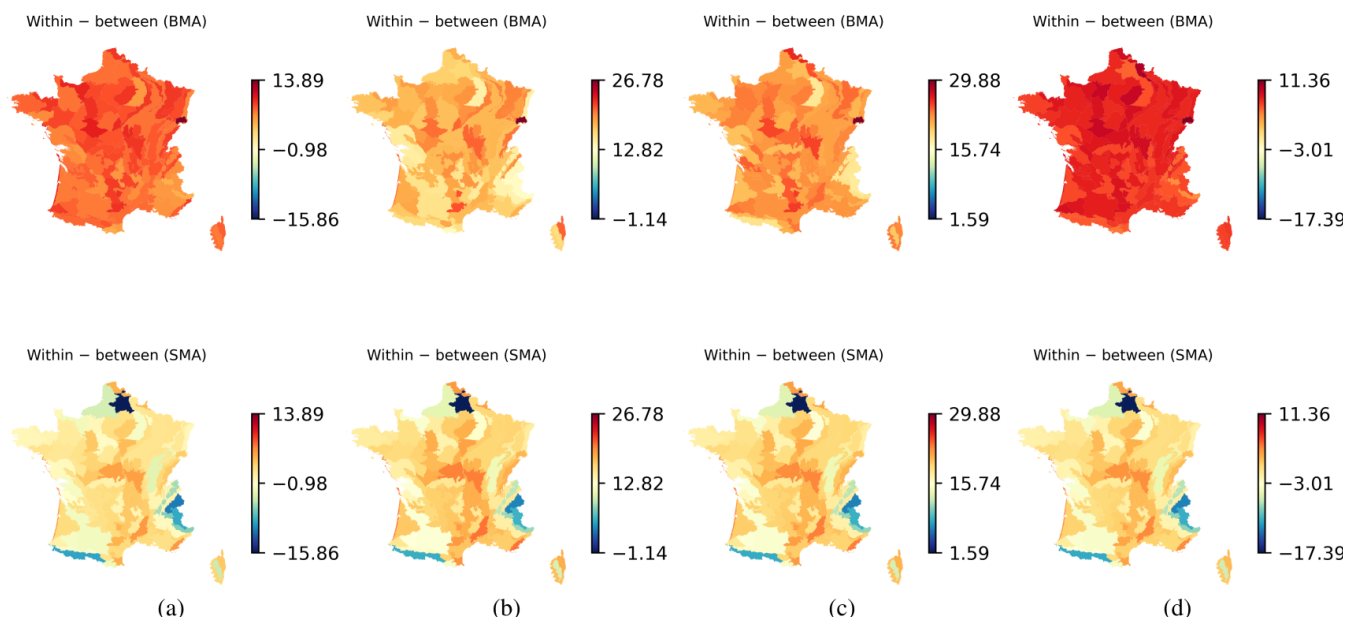 Within − between (BMA)
Within − between (BMA)
Within − between (BMA)
Within − between (BMA)
13.89
26.78
29.88
11.36
−0.98
12.82
15.74
−3.01
−15.86
−1.14
1.59
−17.39
Within − between (SMA)
Within − between (SMA)
Within − between (SMA)
Within − between (SMA)
13.89
26.78
29.88
11.36
−0.98
12.82
15.74
−3.01
−15.86
−1.14
1.59
−17.39
(a)
(b)
(c)
(d)